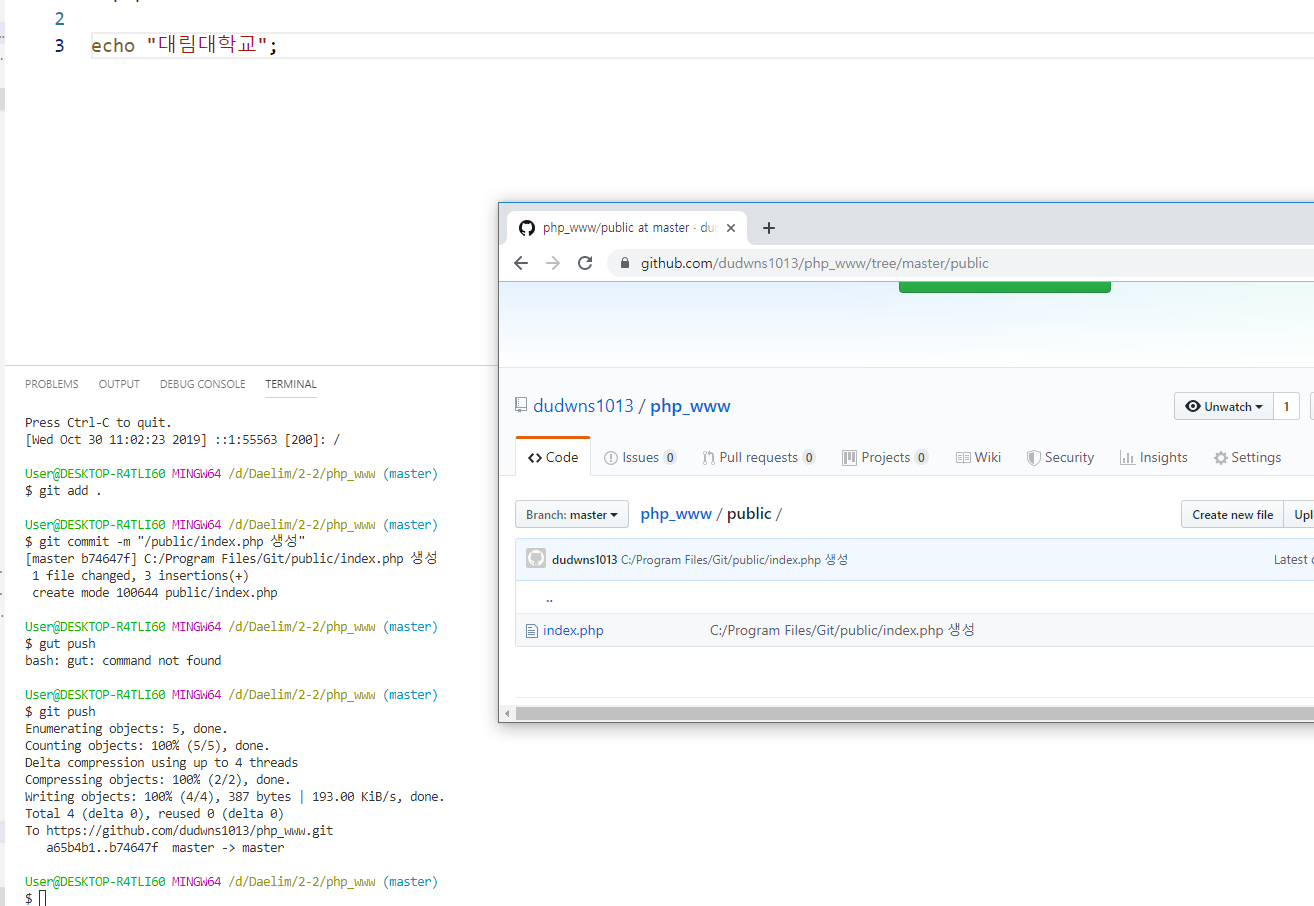 2
3 echo "대림대학교";
PROBLEMS OUTPUT DEBUG CONSOLE TERMINAL
Press Ctrl-C to quit.
[Wed Oct 30 11:02:23 2019] ::1:55563 [200]: /
User@DESKTOP-R4TLI60 MINGW64 /d/Daelim/2-2/php_www (master)
$ git add .
User@DESKTOP-R4TLI60 MINGW64 /d/Daelim/2-2/php_www (master)
$ git commit -m "/public/index.php 생성"
[master b74647f] C:/Program Files/Git/public/index.php 생성
1 file changed, 3 insertions(+)
create mode 100644 public/index.php
User@DESKTOP-R4TLI60 MINGW64 /d/Daelim/2-2/php_www (master)
$ gut push
bash: gut: command not found
User@DESKTOP-R4TLI60 MINGW64 /d/Daelim/2-2/php_www (master)
$ git push
Enumerating objects: 5, done.
Counting objects: 100% (5/5), done.
Delta compression using up to 4 threads
Compressing objects: 100% (2/2), done.
Writing objects: 100% (4/4), 387 bytes | 193.00 KiB/s, done.
Total 4 (delta 0), reused 0 (delta 0)
To https://github.com/dudwns1013/php_www.git
a65b4b1..b74647f master -> master
User@DESKTOP-R4TLI60 MINGW64 /d/Daelim/2-2/php_www (master)
$
php_www/public at master · du
github.com/dudwns1013/php_www/tree/master/public
dudwns1013 / php_www
Unwatch 1
Code Issues 0 Pull requests 0 Projects 0 Wiki Security Insights Settings
Branch: master php_www / public / Create new file Upl
dudwns1013 C:/Program Files/Git/public/index.php 생성 Latest
..
index.php C:/Program Files/Git/public/index.php 생성